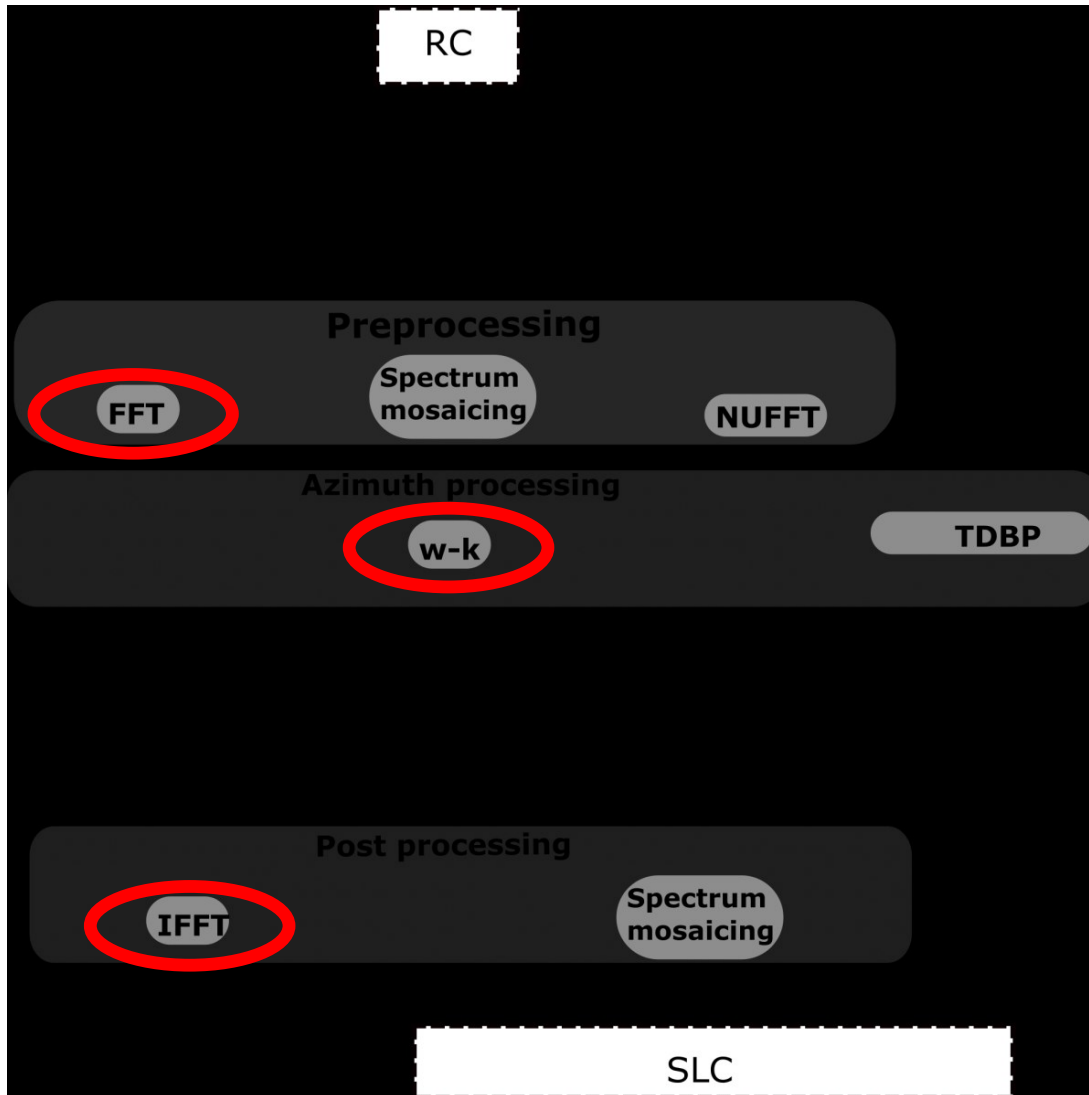 RC
Preprocessing
FFT
Spectrum
mosaicing
NUFFT
Azimuth processing
w-k
TDBP
Post processing
IFFT
Spectrum
mosaicing
SLC